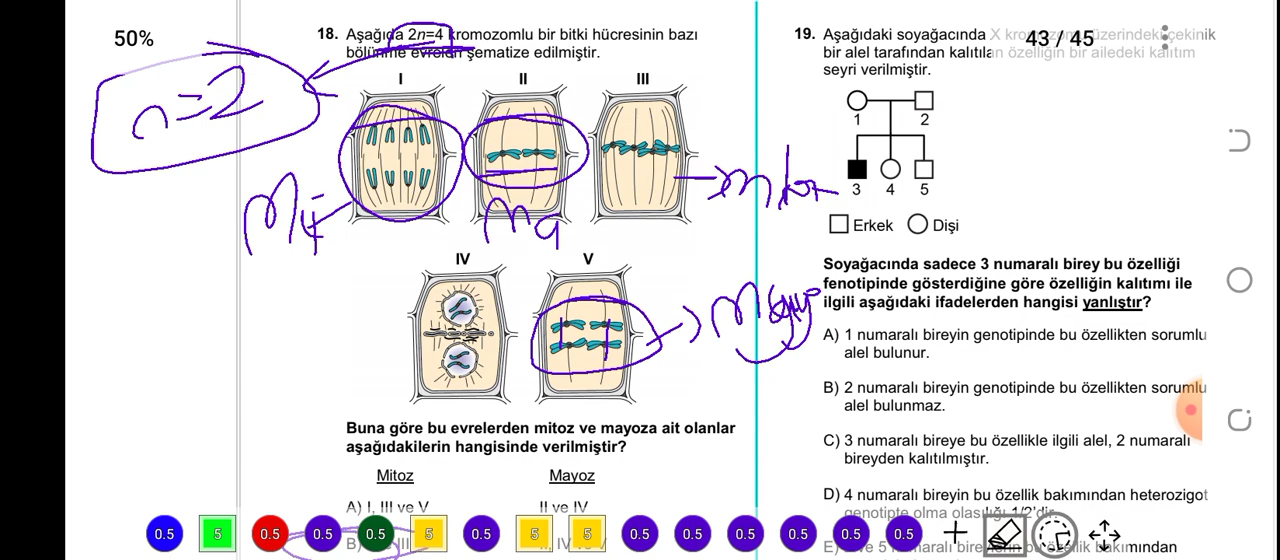 50%
43 / 45
18. Aşağıda 2n=4 kromozomlu bir bitki hücresinin bazı
bölünme evreleri şematize edilmiştir.
I II III
n=2
mitoz
IV V
Buna göre bu evrelerden mitoz ve mayoza ait olanlar
aşağıdakilerin hangisinde verilmiştir?
Mitoz Mayoz
A) I, III ve V II ve IV
19. Aşağıdaki soyağacında X kromozomu üzerindeki çekinik
bir alel tarafından kalıtılan özelliğin bir ailedeki kalıtım
seyri verilmiştir.
1 2
3 4 5
Erkek Dişi
Soyağacında sadece 3 numaralı birey bu özelliği
fenotipinde gösterdiğine göre özelliğin kalıtımı ile
ilgili aşağıdaki ifadelerden hangisi yanlıştır?
A) 1 numaralı bireyin genotipinde bu özellikten sorumlu
alel bulunur.
B) 2 numaralı bireyin genotipinde bu özellikten sorumlu
alel bulunmaz.
C) 3 numaralı bireye bu özellikle ilgili alel, 2 numaralı
bireyden kalıtılmıştır.
D) 4 numaralı bireyin bu özellik bakımından heterozigot
genotipte olma olasılığı 1/2'dir.
0.5 5 0.5 0.5 0.5 5 0.5 5 5 0.5 0.5 0.5 0.5 0.5 0.5